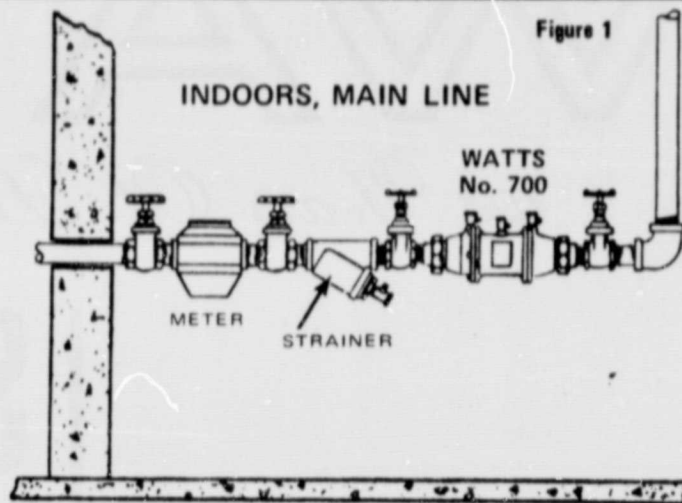 Figure 1
INDOORS, MAIN LINE
WATTS
No. 700
METER
STRAINER